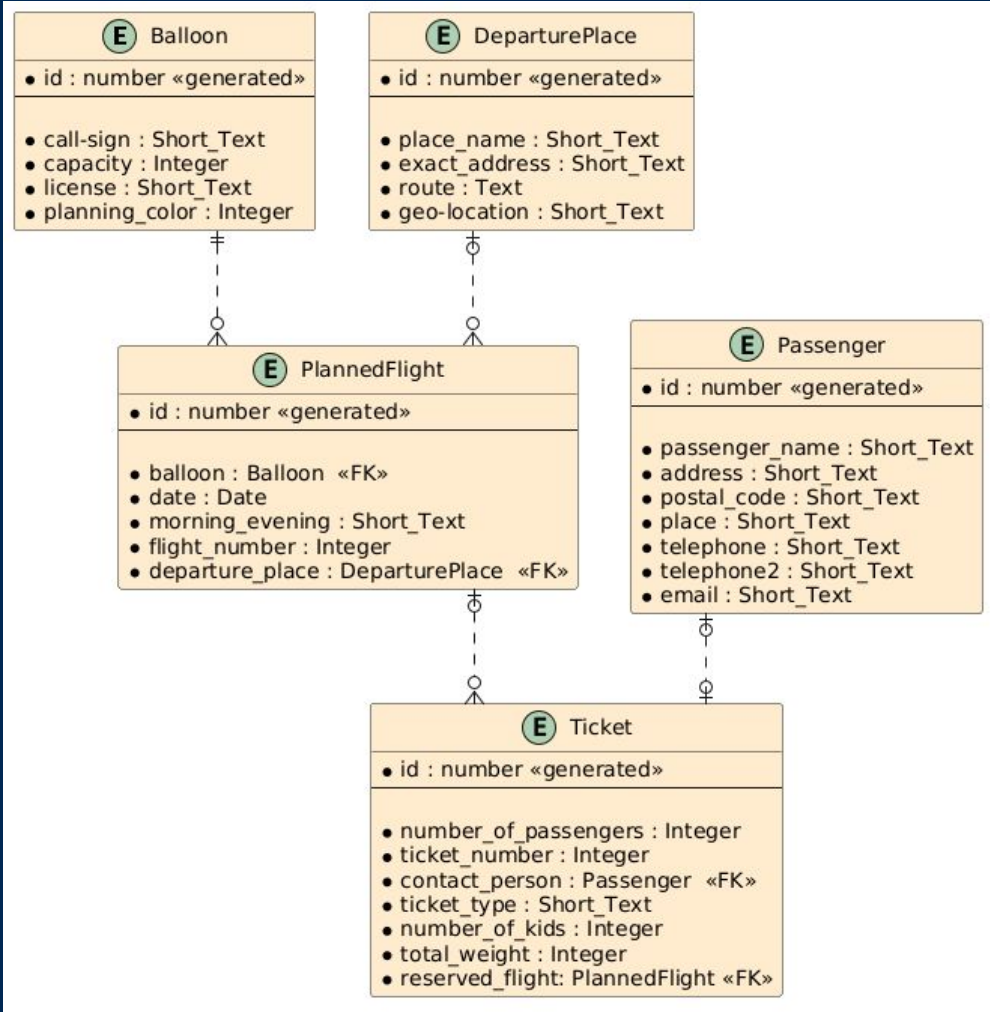 E Balloon
• id : number «generated»
• call-sign : Short_Text
• capacity : Integer
• license : Short_Text
• planning_color : Integer
E DeparturePlace
• id : number «generated»
• place_name : Short_Text
• exact_address : Short_Text
• route : Text
• geo-location : Short_Text
E PlannedFlight
• id : number «generated»
• balloon : Balloon «FK»
• date : Date
• morning_evening : Short_Text
• flight_number : Integer
• departure_place : DeparturePlace «FK»
E Passenger
• id : number «generated»
• passenger_name : Short_Text
• address : Short_Text
• postal_code : Short_Text
• place : Short_Text
• telephone : Short_Text
• telephone2 : Short_Text
• email : Short_Text
E Ticket
• id : number «generated»
• number_of_passengers : Integer
• ticket_number : Integer
• contact_person : Passenger «FK»
• ticket_type : Short_Text
• number_of_kids : Integer
• total_weight : Integer
• reserved_flight: PlannedFlight «FK»